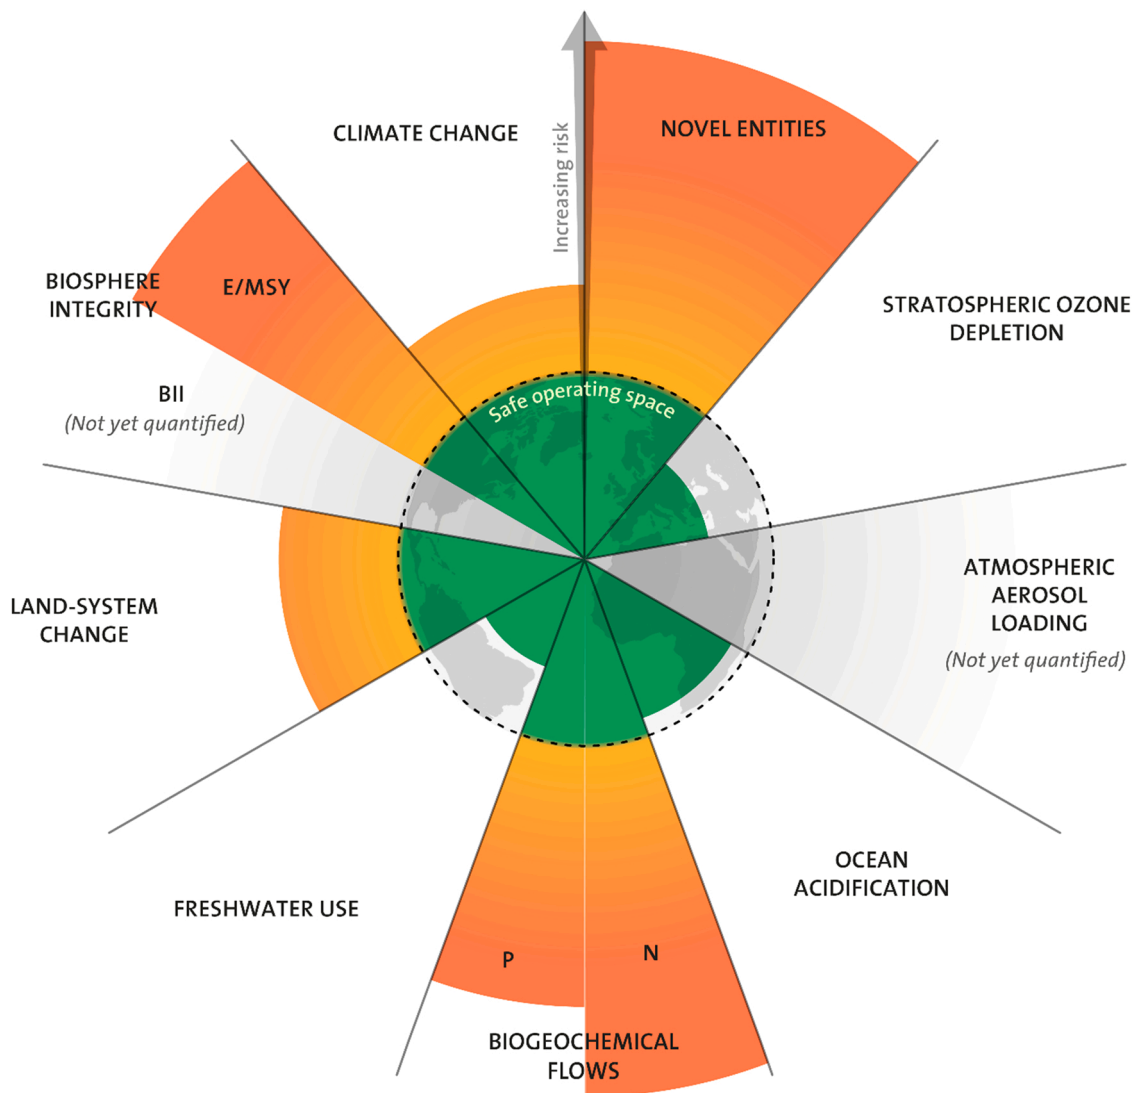 CLIMATE CHANGE
Increasing risk
NOVEL ENTITIES
BIOSPHERE
INTEGRITY
E/MSY
STRATOSPHERIC OZONE
DEPLETION
BII
(Not yet quantified)
Safe operating space
ATMOSPHERIC
AEROSOL
LOADING
(Not yet quantified)
LAND-SYSTEM
CHANGE
OCEAN
ACIDIFICATION
FRESHWATER USE
P
N
BIOGEOCHEMICAL
FLOWS